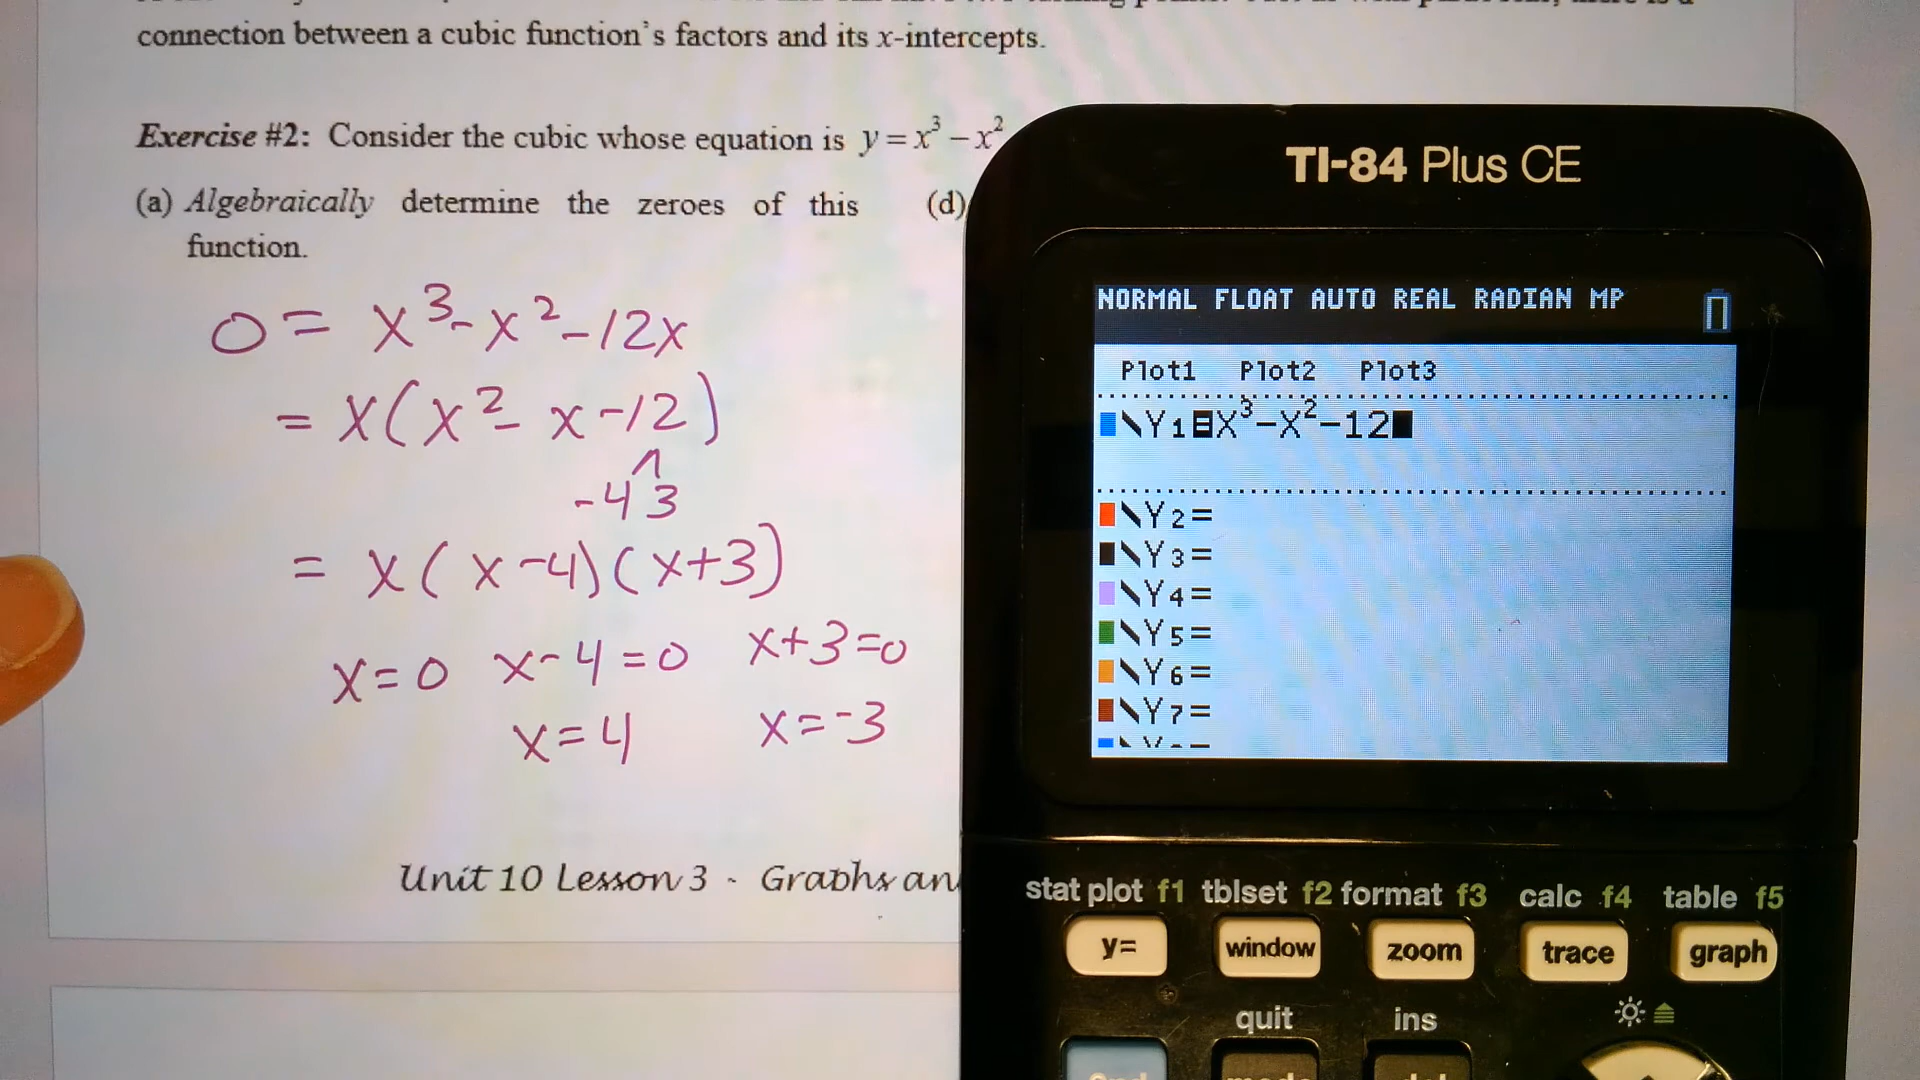 connection between a cubic function's factors and its x-intercepts.
Exercise #2: Consider the cubic whose equation is y = x³ – x²
(a) Algebraically determine the zeroes of this
function.
(d)
0 = x³ - x² - 12x
= x(x² - x - 12)
-4 3
= x(x-4)(x+3)
x=0 x-4=0 x+3=0
x=4 x=-3
Unit 10 Lesson 3 - Graphs an
TI-84 Plus CE
NORMAL FLOAT AUTO REAL RADIAN MP
Plot1 Plot2 Plot3
\Y1=X³-X²-12
\Y2=
\Y3=
\Y4=
\Y5=
\Y6=
\Y7=
stat plot f1 tblset f2 format f3 calc f4 table f5
y= window zoom trace graph
quit ins